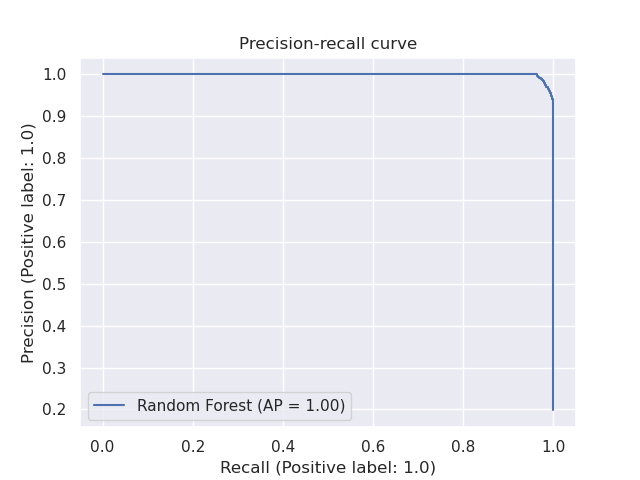 Precision-recall curve
Precision (Positive label: 1.0)
1.0
0.9
0.8
0.7
0.6
0.5
0.4
0.3
0.2
Random Forest (AP = 1.00)
0.0 0.2 0.4 0.6 0.8 1.0
Recall (Positive label: 1.0)